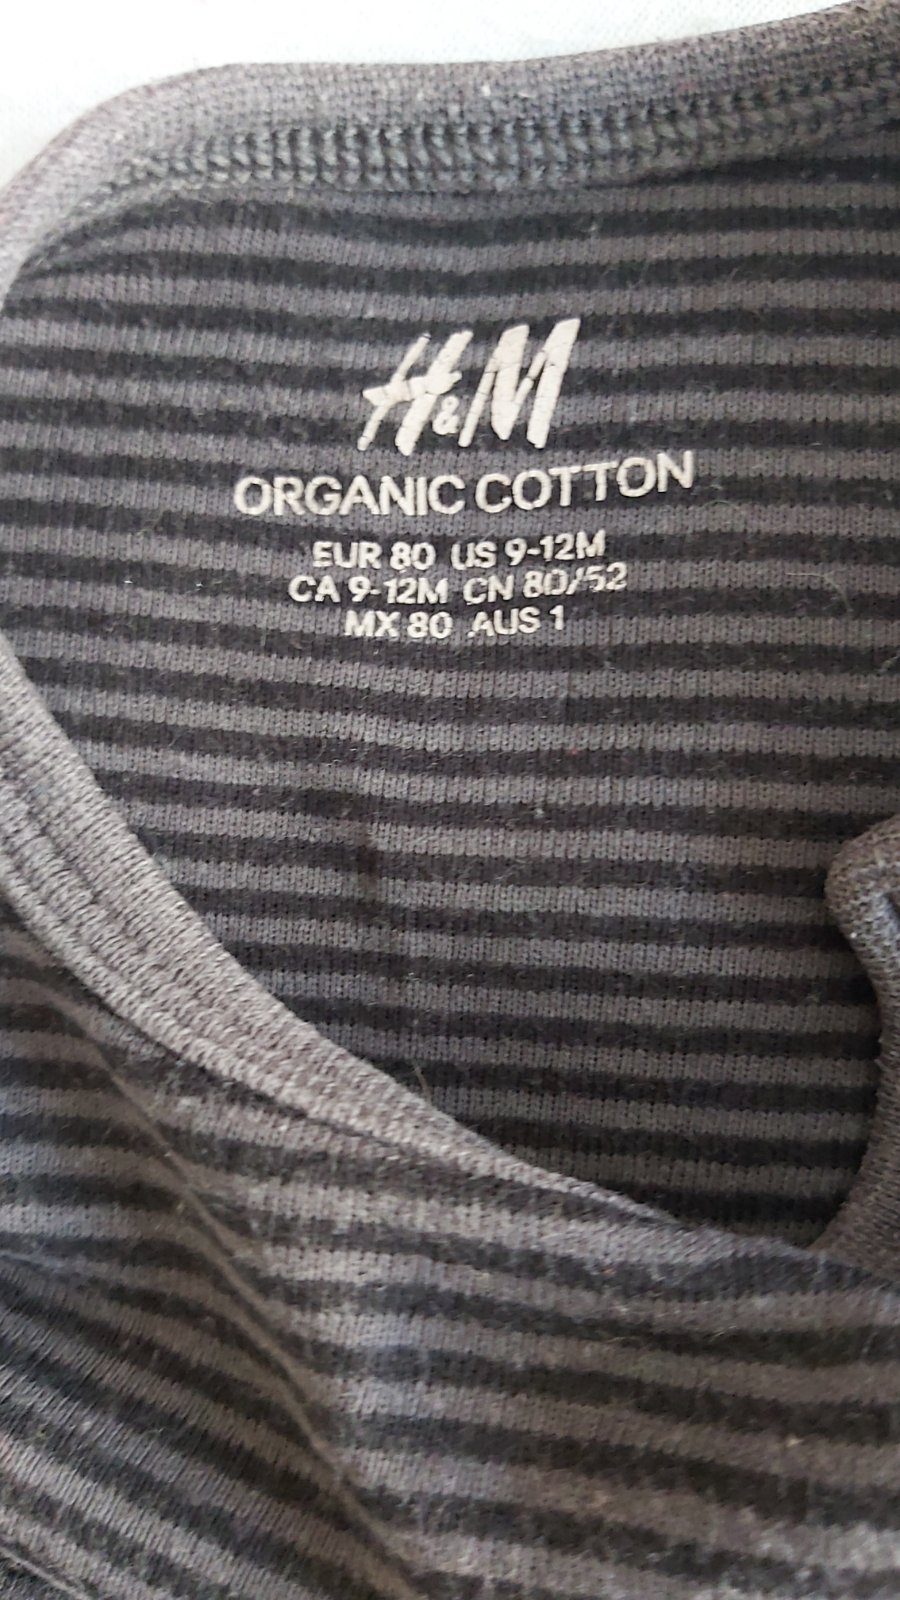 H&M
ORGANIC COTTON
EUR 80 US 9-12M
CA 9-12M CN 80/52
MX 80 AUS 1